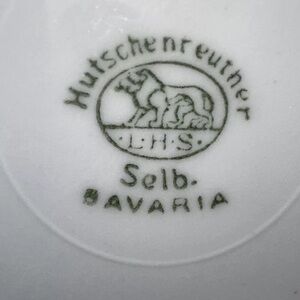 Hutschenreuther
L·H·S·
Selb·
BAVARIA